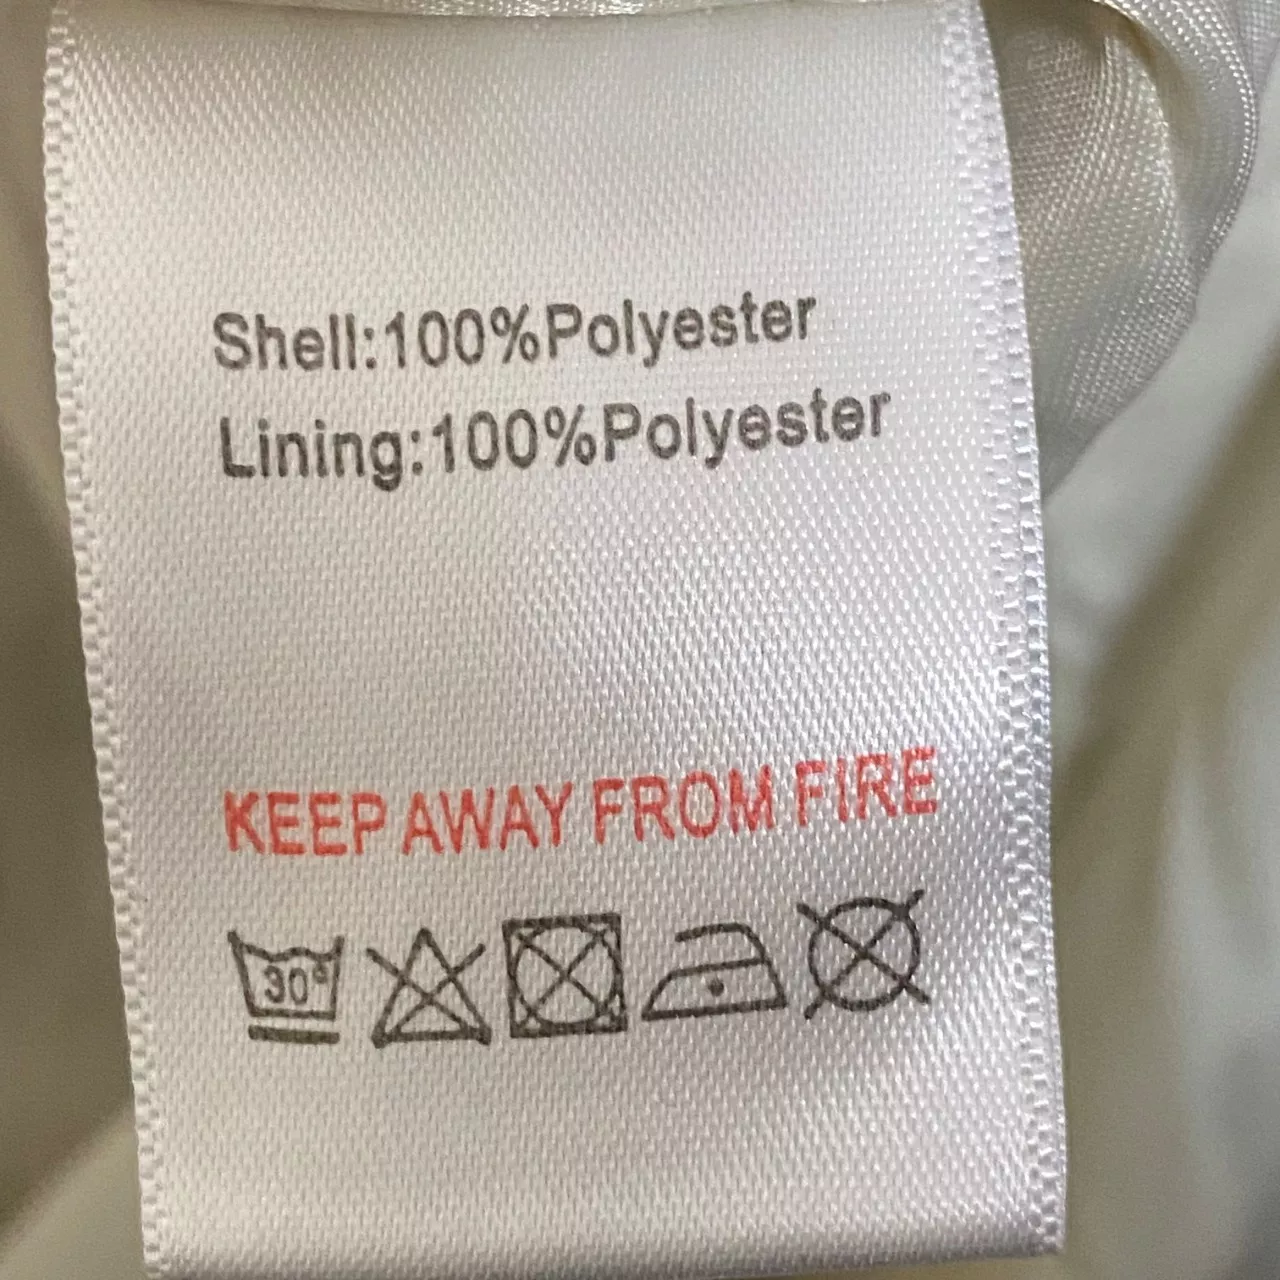 Shell:100%Polyester
Lining:100%Polyester
KEEP AWAY FROM FIRE
30°